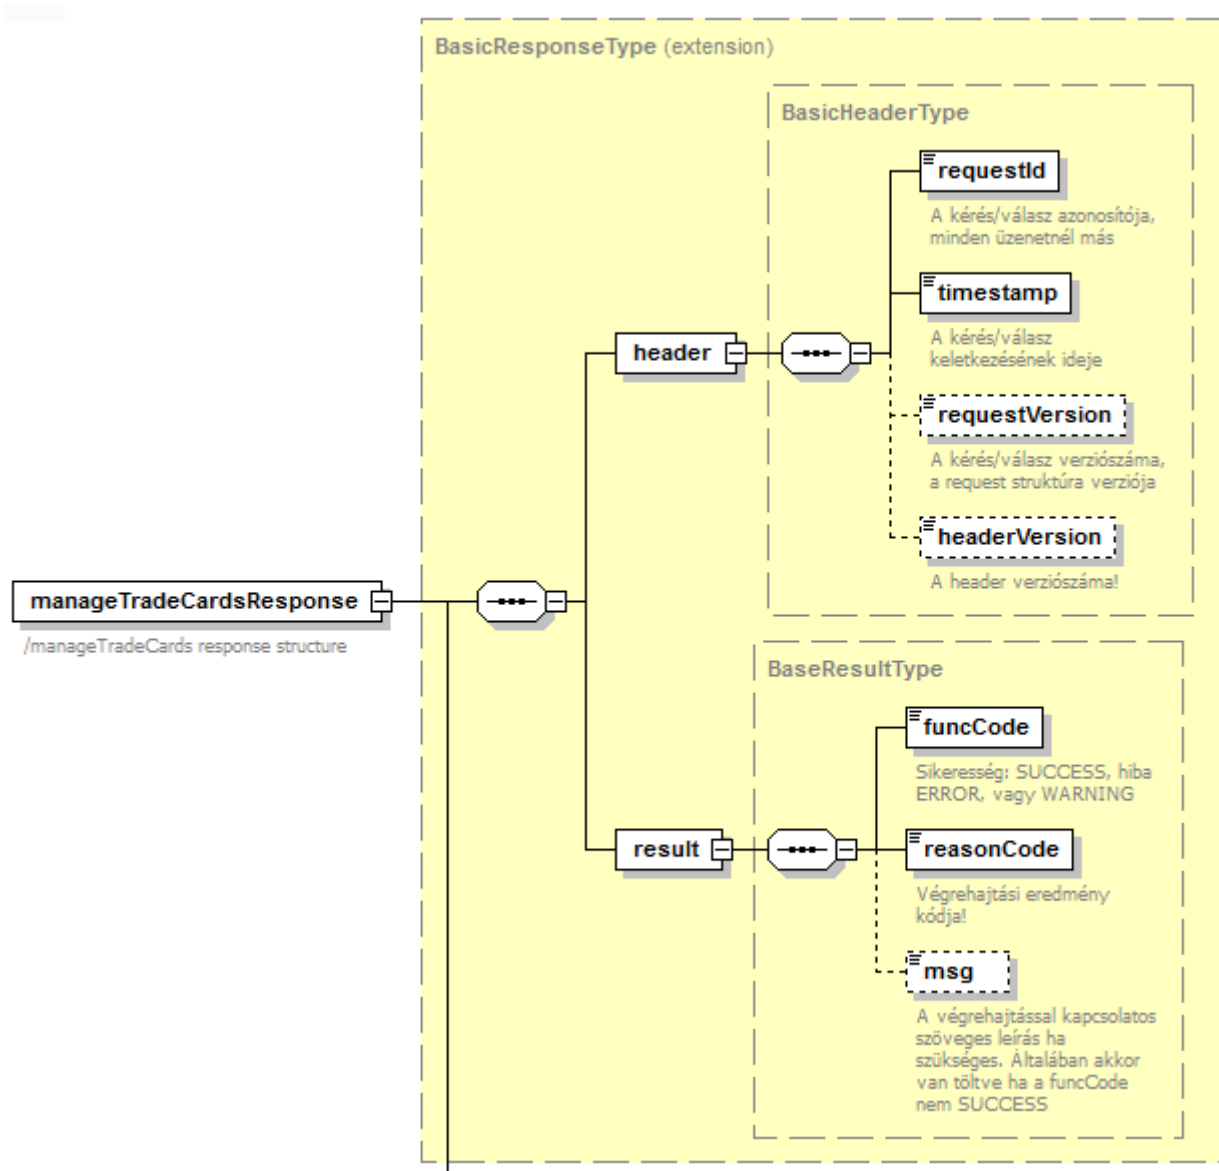 BasicResponseType (extension)
BasicHeaderType
requestId
A kérés/válasz azonosítója,
minden üzenetnél más
timestamp
A kérés/válasz
keletkezésének ideje
header
requestVersion
A kérés/válasz verziószáma,
a request struktúra verziója
headerVersion
A header verziószáma!
manageTradeCardsResponse
/manageTradeCards response structure
BaseResultType
funcCode
Sikeresség: SUCCESS, hiba
ERROR, vagy WARNING
result
reasonCode
Végrehajtási eredmény
kódja!
msg
A végrehajtással kapcsolatos
szöveges leírás ha
szükséges. Általában akkor
van töltve ha a funcCode
nem SUCCESS